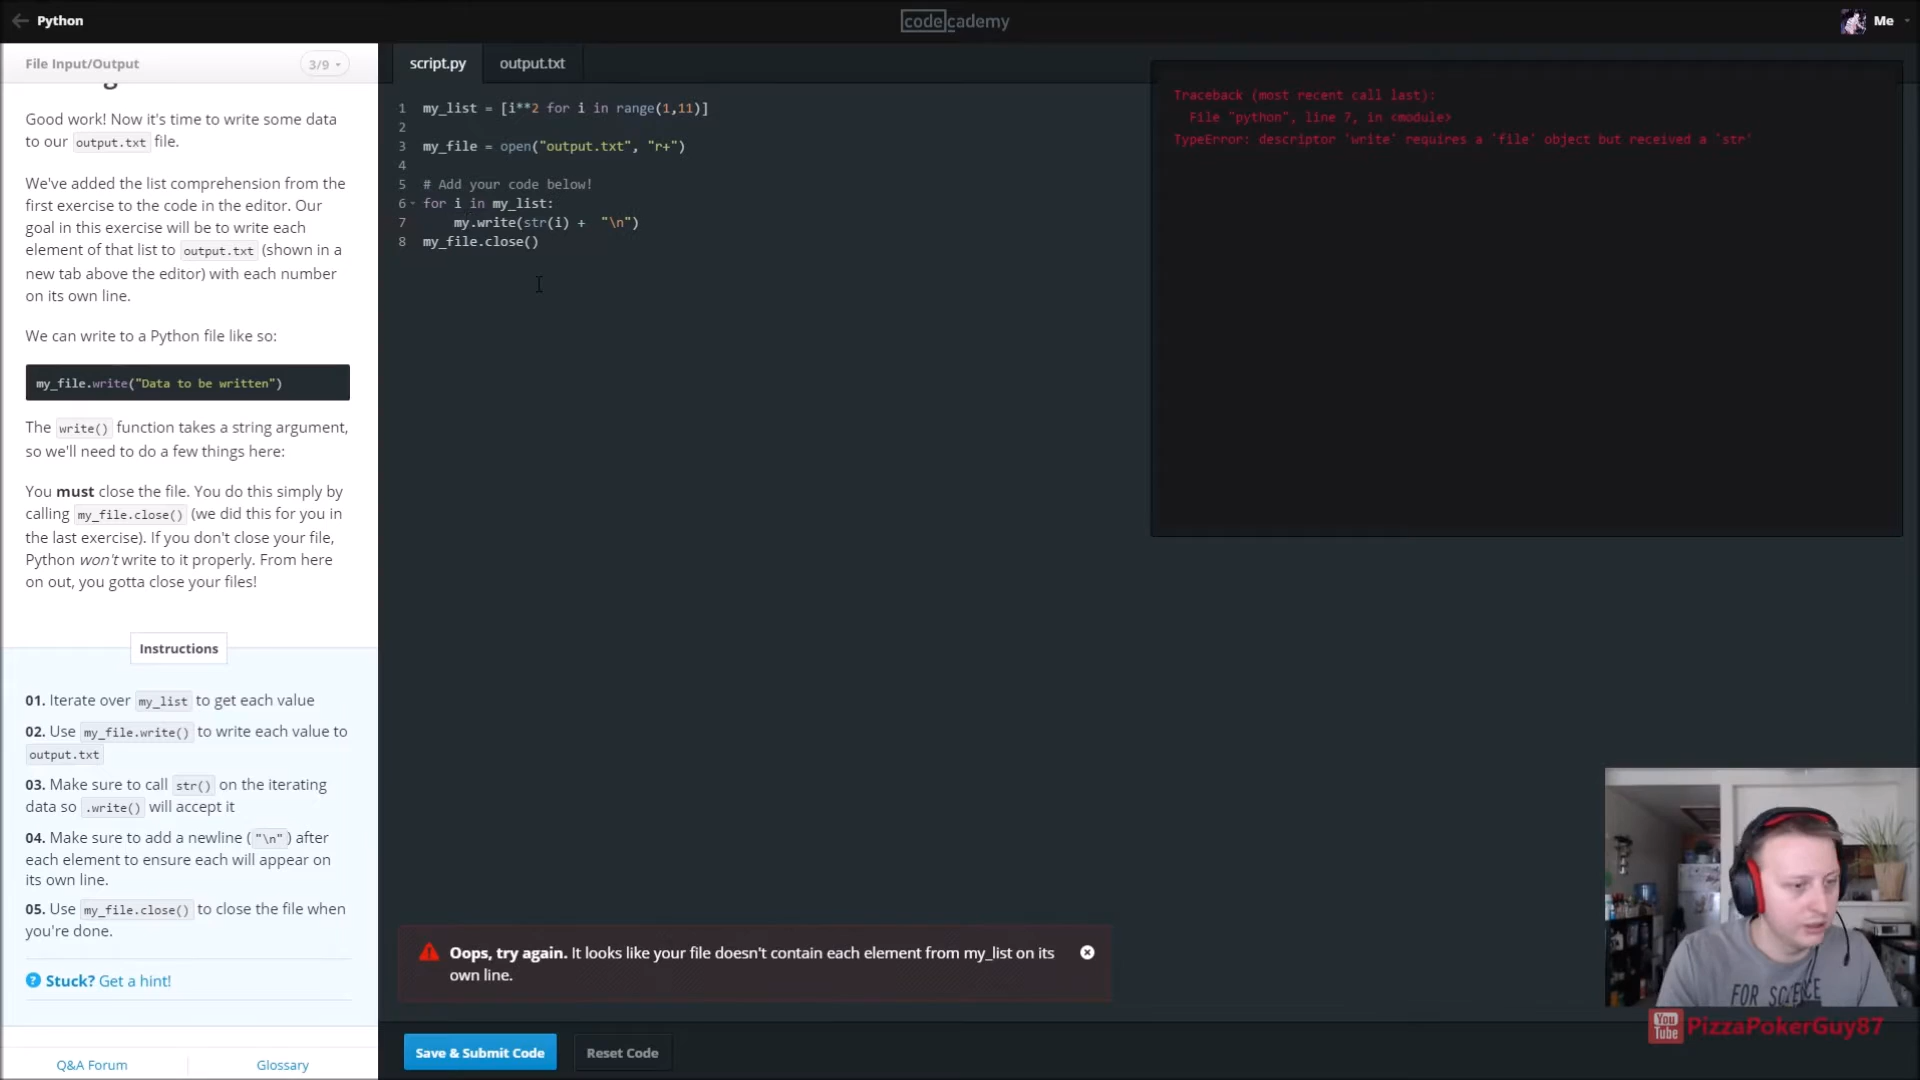 Python
codecademy
Me
File Input/Output
3/9
Good work! Now it's time to write some data
to our output.txt file.
We've added the list comprehension from the
first exercise to the code in the editor. Our
goal in this exercise will be to write each
element of that list to output.txt (shown in a
new tab above the editor) with each number
on its own line.
We can write to a Python file like so:
my_file.write("Data to be written")
The write() function takes a string argument,
so we'll need to do a few things here:
You must close the file. You do this simply by
calling my_file.close() (we did this for you in
the last exercise). If you don't close your file,
Python won't write to it properly. From here
on out, you gotta close your files!
Instructions
01. Iterate over my_list to get each value
02. Use my_file.write() to write each value to
output.txt
03. Make sure to call str() on the iterating
data so .write() will accept it
04. Make sure to add a newline ("\n") after
each element to ensure each will appear on
its own line.
05. Use my_file.close() to close the file when
you're done.
Stuck? Get a hint!
Q&A Forum
Glossary
script.py
output.txt
1 my_list = [i**2 for i in range(1,11)]
2
3 my_file = open("output.txt", "r+")
4
5 # Add your code below!
6 for i in my_list:
7     my.write(str(i) +  "\n")
8 my_file.close()
Traceback (most recent call last):
  File "python", line 7, in <module>
TypeError: descriptor 'write' requires a 'file' object but received a 'str'
Oops, try again. It looks like your file doesn't contain each element from my_list on its
own line.
Save & Submit Code
Reset Code
FOR SCIENCE
You
Tube
PizzaPokerGuy87